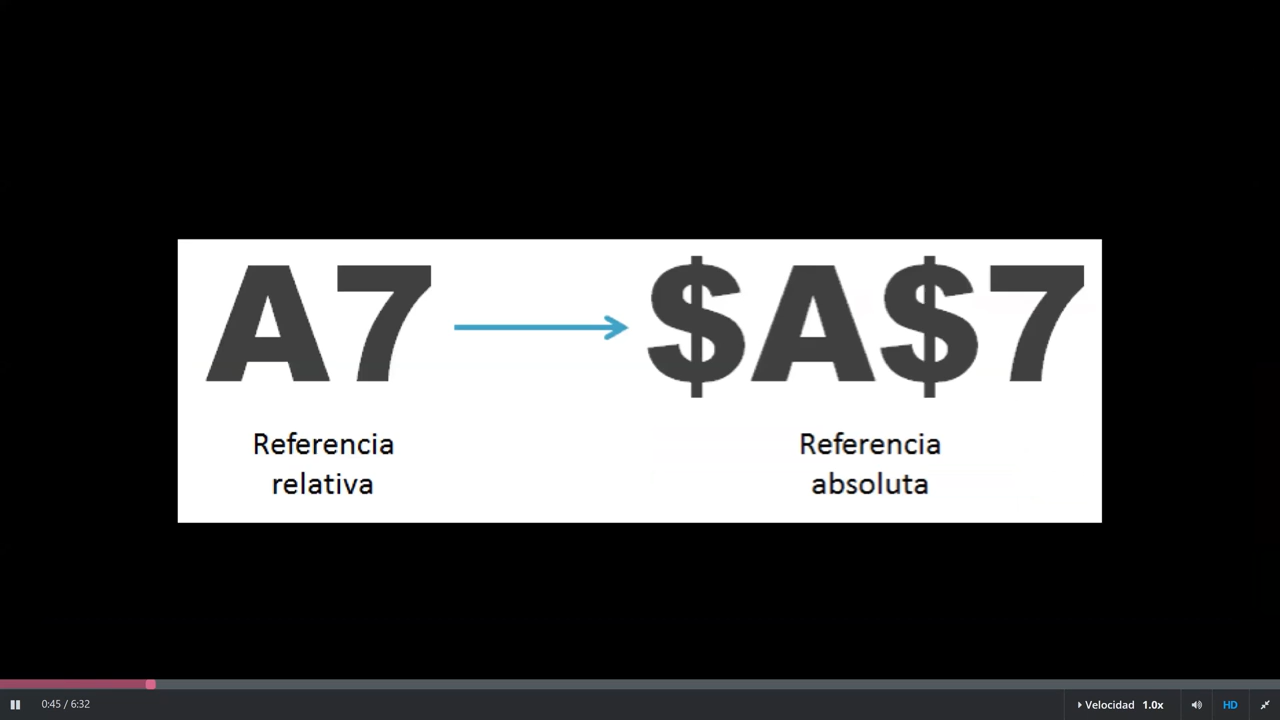 A7 $A$7
Referencia
relativa
Referencia
absoluta
0:45 / 6:32
Velocidad 1.0x
HD